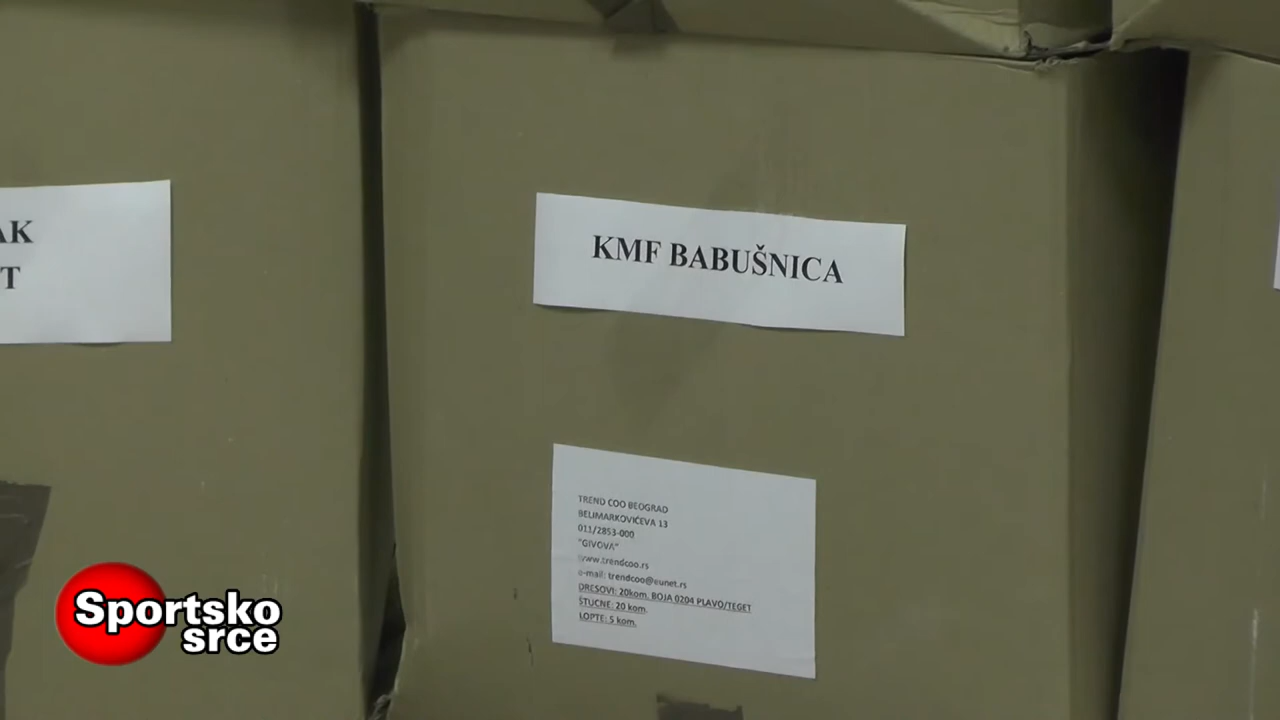 AK
T
KMF BABUŠNICA
TREND COO BEOGRAD
BELIMARKOVIĆEVA 13
011/2853-000
"GIVOVA"
www.trendcoo.rs
e-mail: trendcoo@eunet.rs
DRESOVI: 20kom. BOJA 0204 PLAVO/TEGET
ŠTUCNE: 20 kom.
LOPTE: 5 kom.
Sportsko
srce